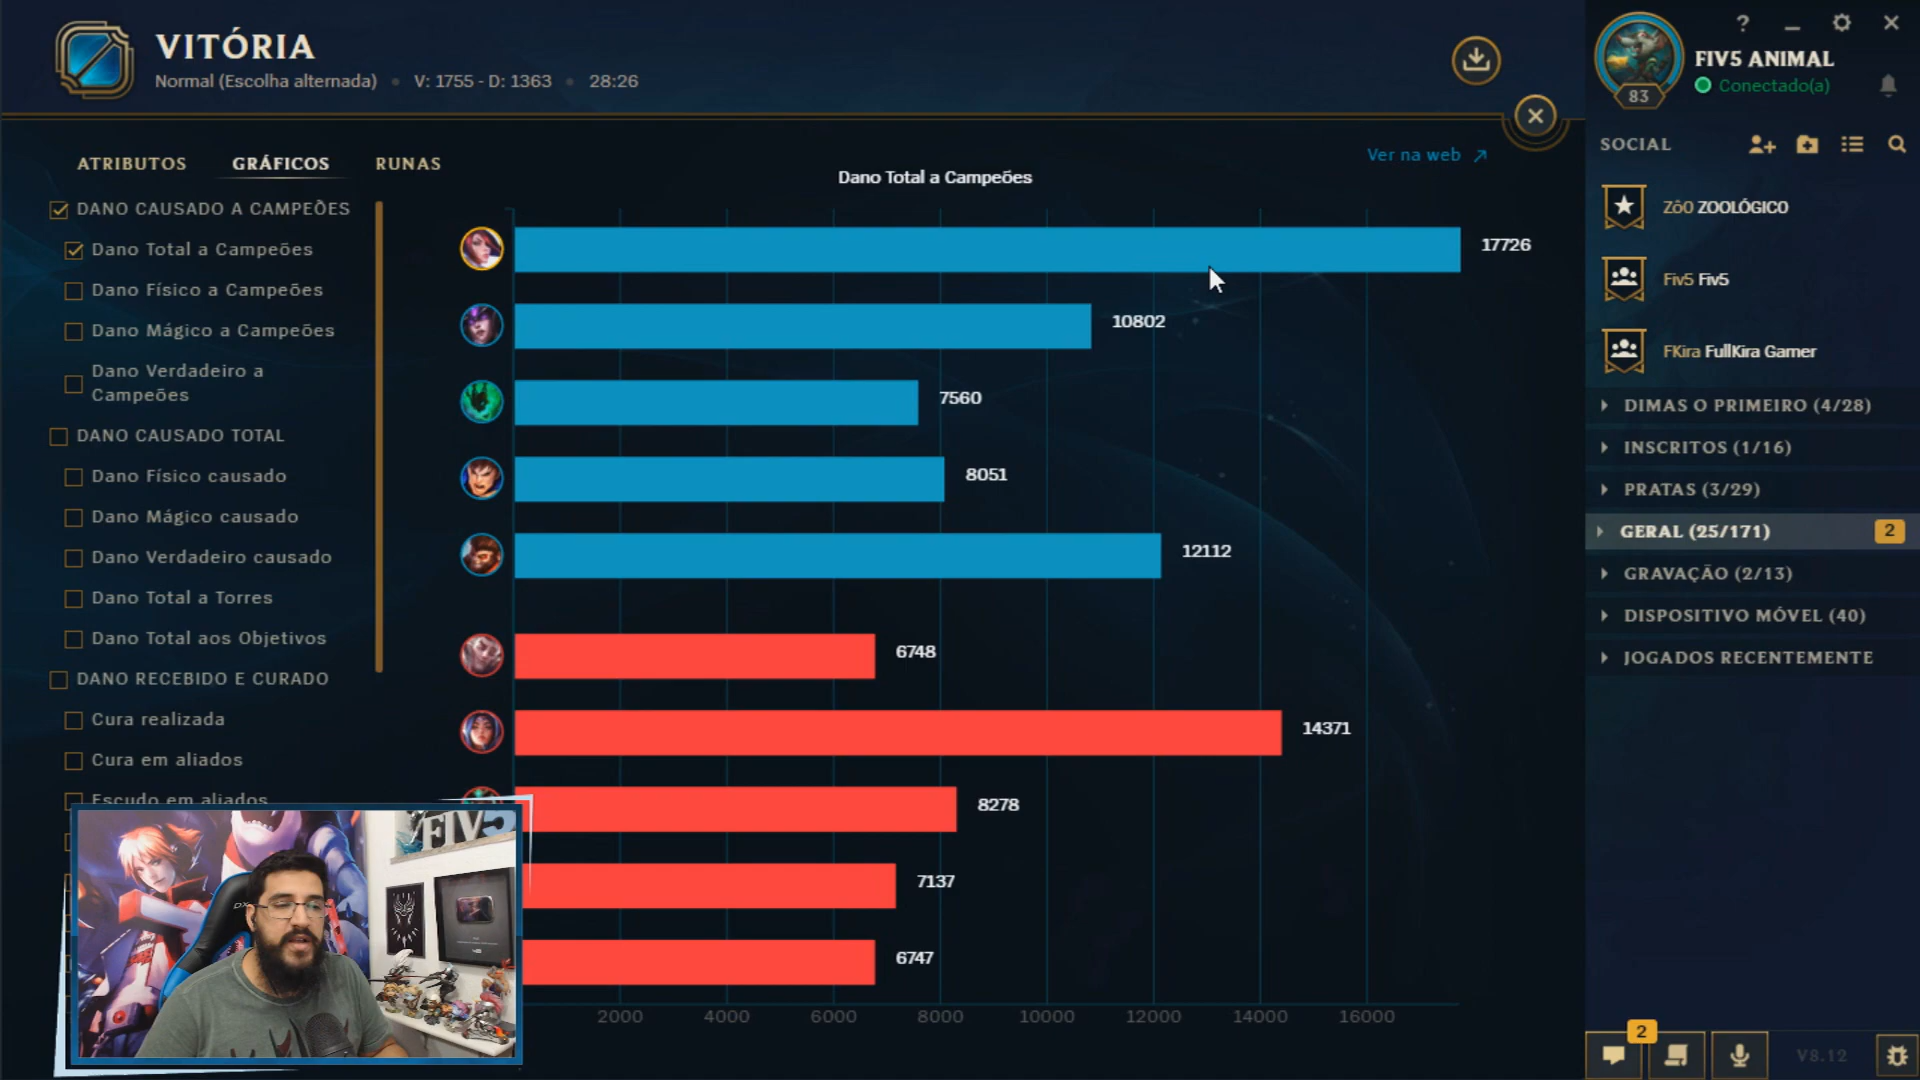 VITÓRIA
Normal (Escolha alternada) • V: 1755 - D: 1363 • 28:26
ATRIBUTOS GRÁFICOS RUNAS
Ver na web
Dano Total a Campeões
DANO CAUSADO A CAMPEÕES
Dano Total a Campeões
Dano Físico a Campeões
Dano Mágico a Campeões
Dano Verdadeiro a
Campeões
DANO CAUSADO TOTAL
Dano Físico causado
Dano Mágico causado
Dano Verdadeiro causado
Dano Total a Torres
Dano Total aos Objetivos
DANO RECEBIDO E CURADO
Cura realizada
Cura em aliados
Escudo em aliados
17726
10802
7560
8051
12112
6748
14371
8278
7137
6747
2000 4000 6000 8000 10000 12000 14000 16000
FIV5
DX
?
FIV5 ANIMAL
83
Conectado(a)
SOCIAL
Zô0 ZOOLÓGICO
Fiv5 Fiv5
FKira FullKira Gamer
DIMAS O PRIMEIRO (4/28)
INSCRITOS (1/16)
PRATAS (3/29)
GERAL (25/171) 2
GRAVAÇÃO (2/13)
DISPOSITIVO MÓVEL (40)
JOGADOS RECENTEMENTE
2
V8.12